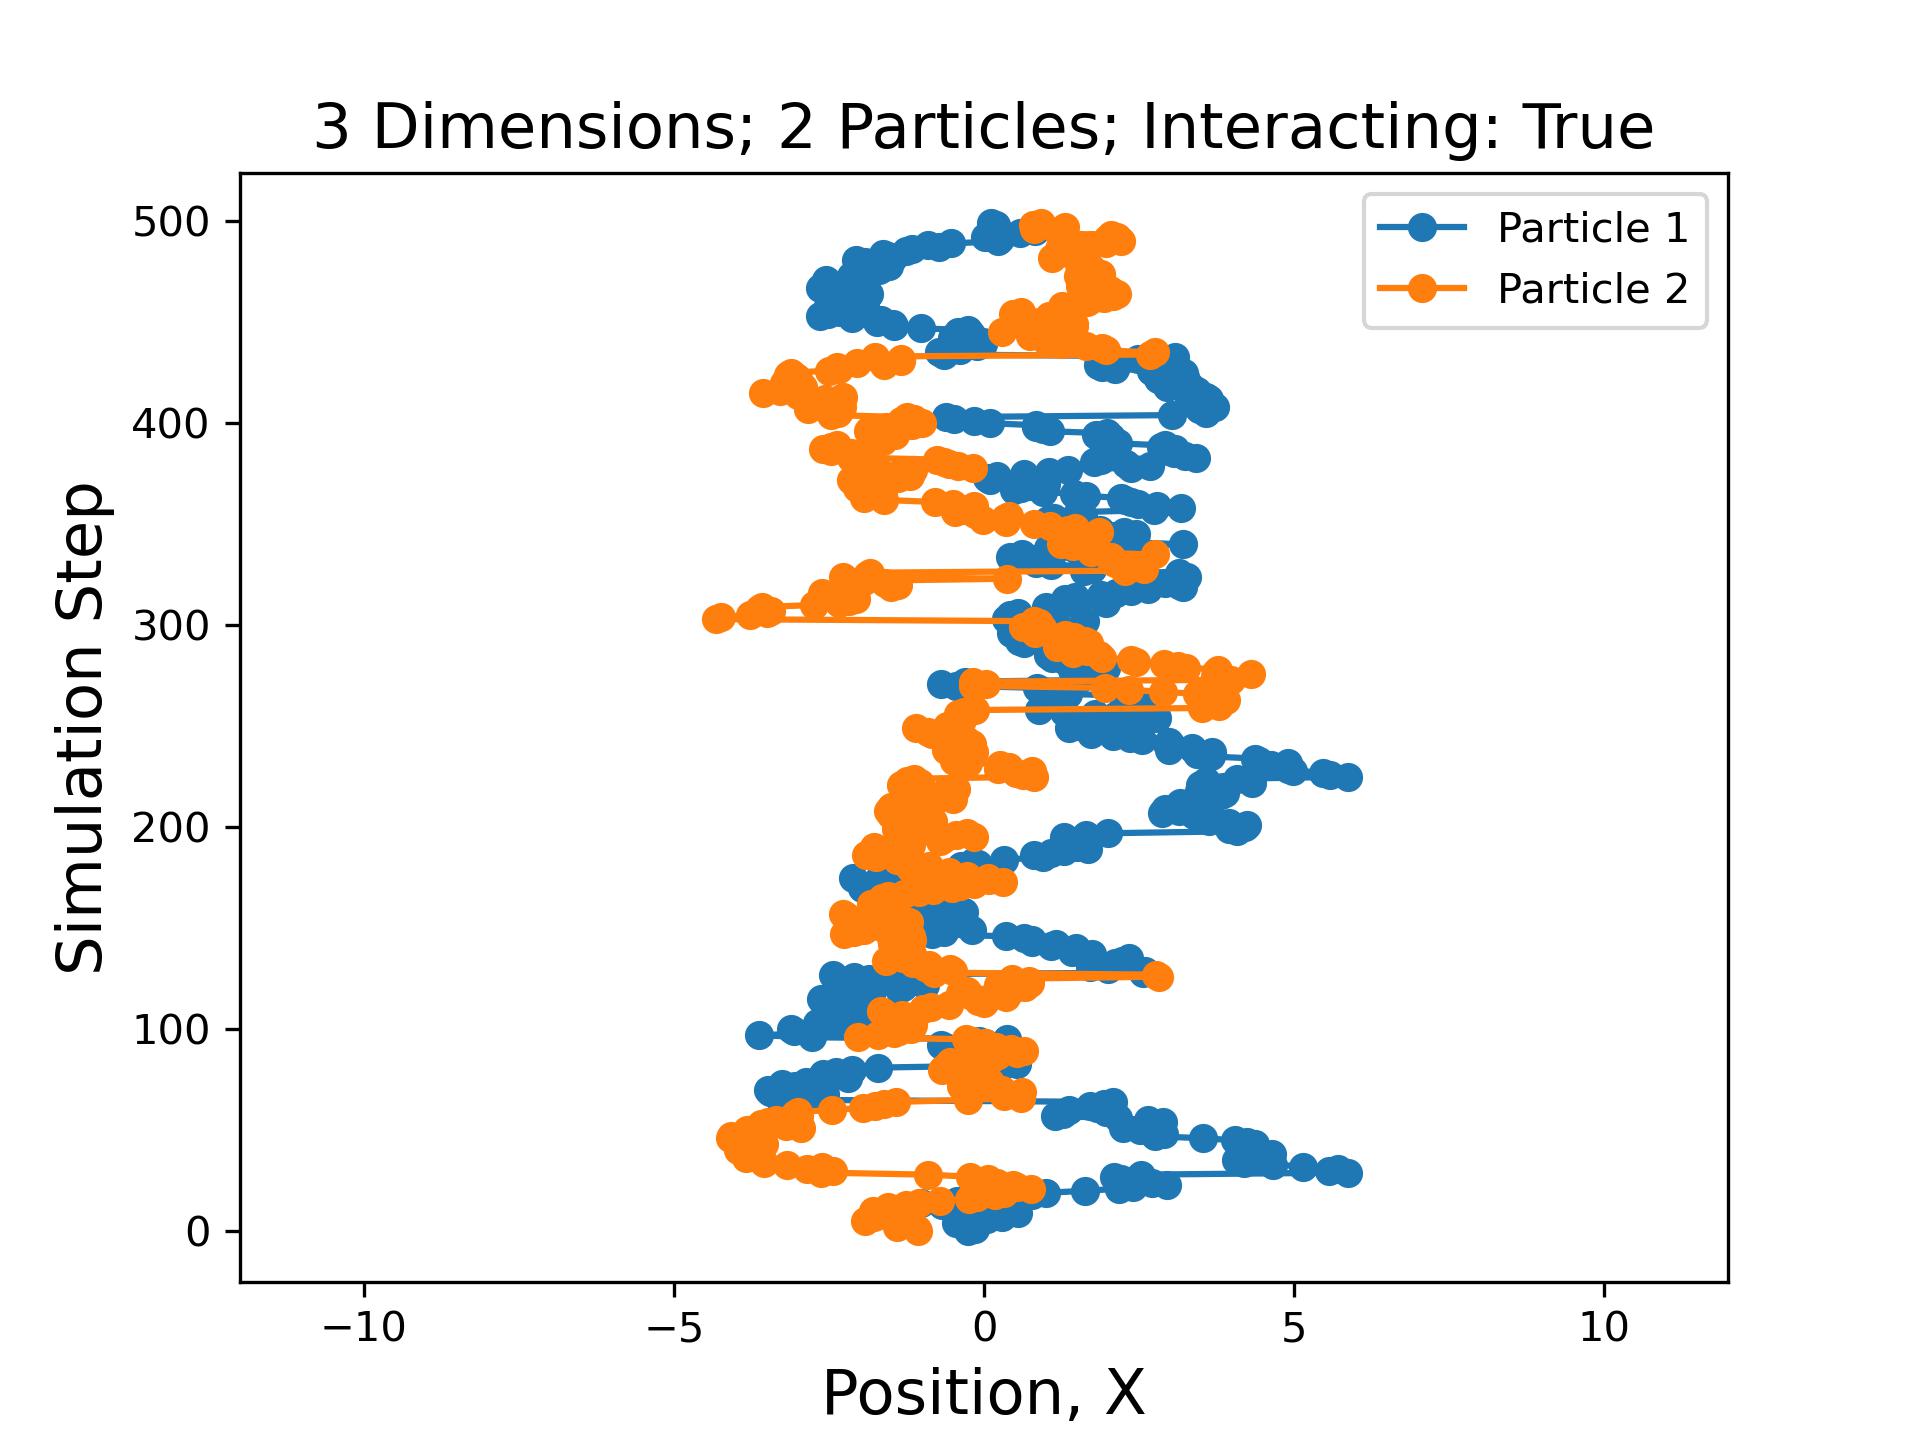 3 Dimensions; 2 Particles; Interacting: True
Particle 1
Particle 2
Simulation Step
500
400
300
200
100
0
−10
−5
0
5
10
Position, X